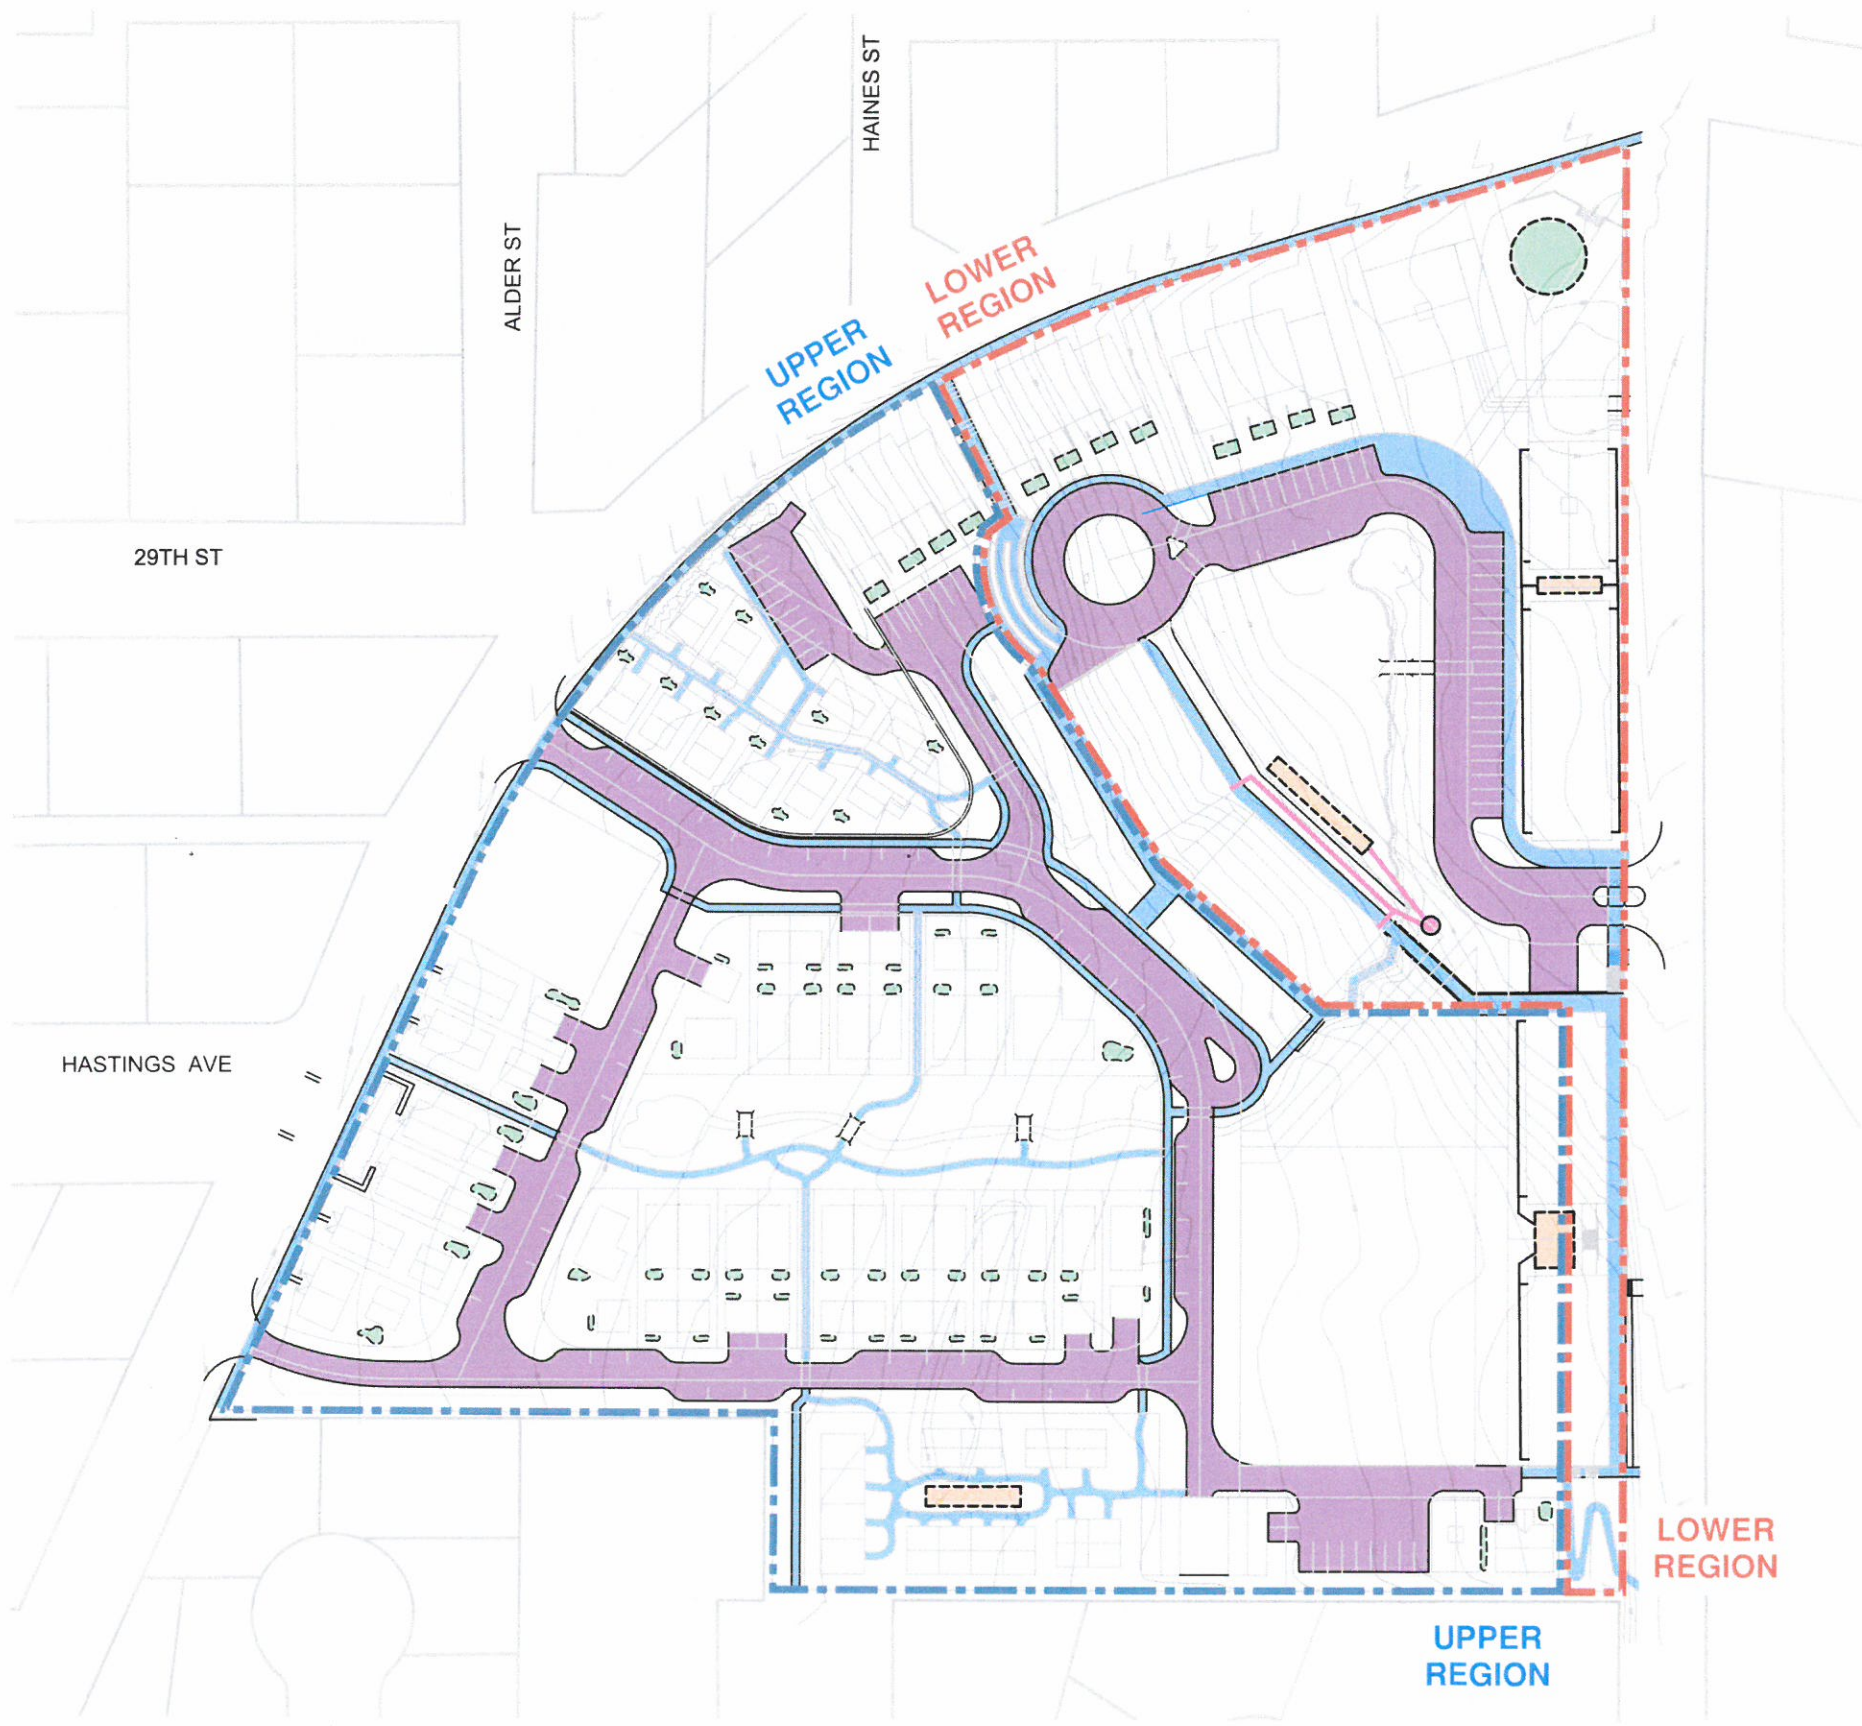 HAINES ST
ALDER ST
LOWER
REGION
UPPER
REGION
29TH ST
HASTINGS AVE
LOWER
REGION
UPPER
REGION